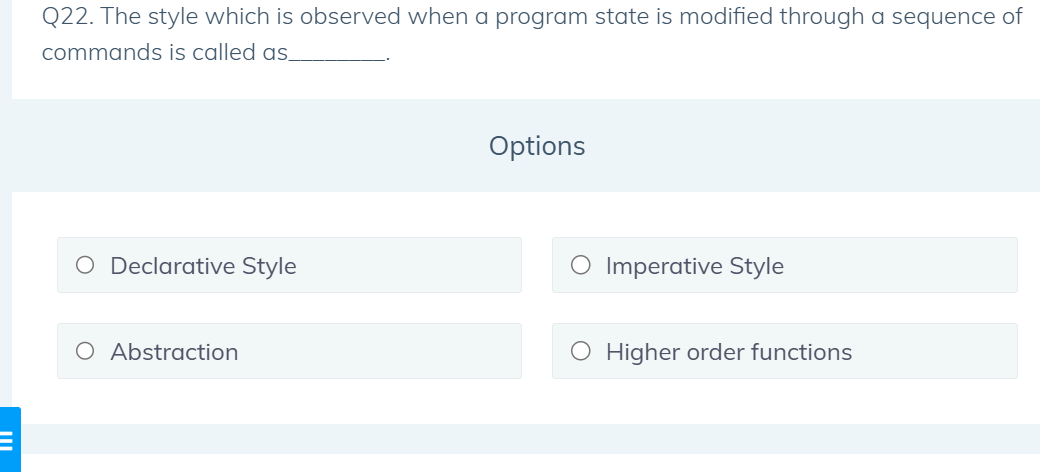 Q22. The style which is observed when a program state is modified through a sequence of
commands is called as________.
Options
Declarative Style
Imperative Style
Abstraction
Higher order functions